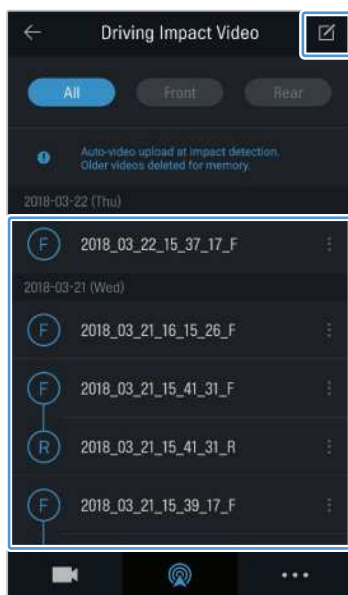 Driving Impact Video
All Front Rear
Auto-video upload at impact detection.
Older videos deleted for memory.
2018-03-22 (Thu)
F 2018_03_22_15_37_17_F
2018-03-21 (Wed)
F 2018_03_21_16_15_26_F
F 2018_03_21_15_41_31_F
R 2018_03_21_15_41_31_R
F 2018_03_21_15_39_17_F